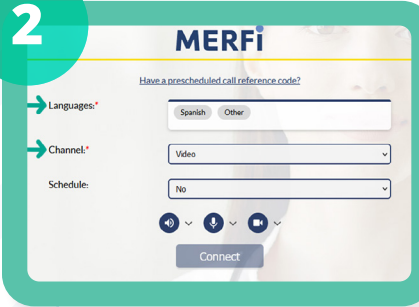 2
MERFi
Have a prescheduled call reference code?
Languages:*
Spanish Other
Channel:*
Video
Schedule:
No
Connect